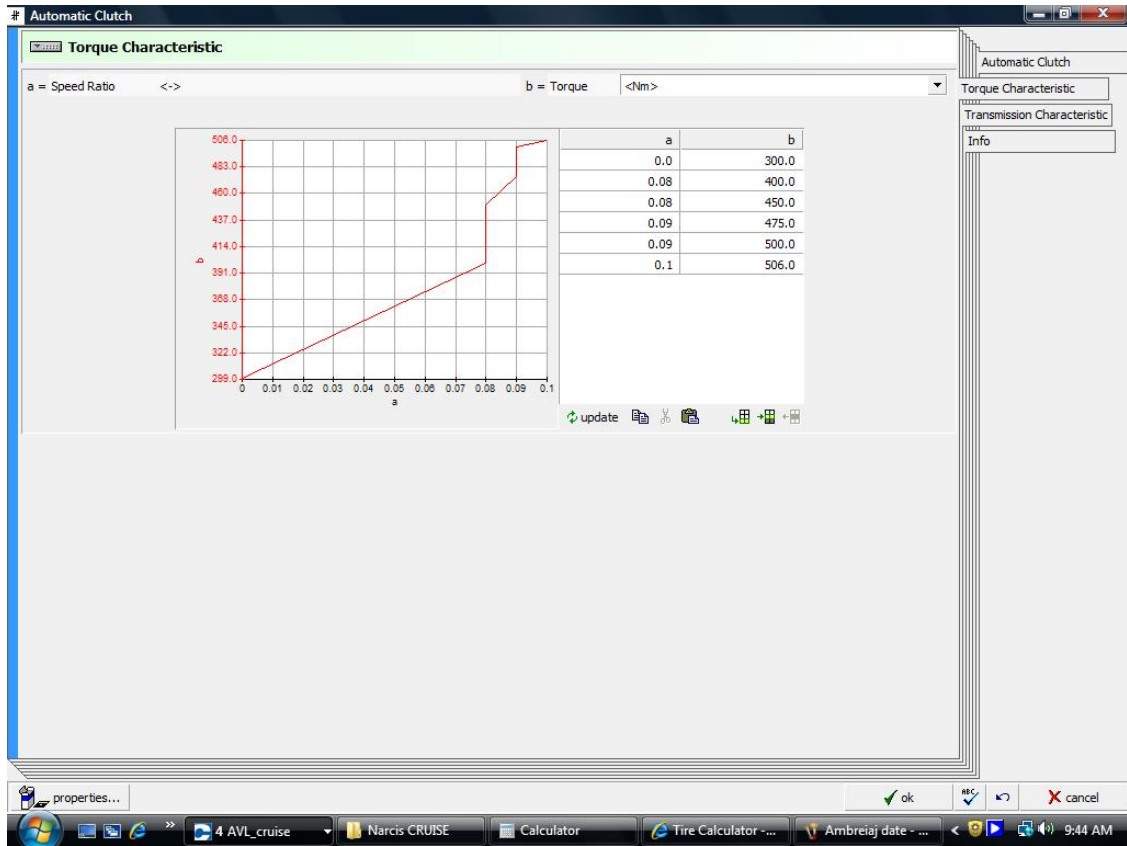 Automatic Clutch
Torque Characteristic
a = Speed Ratio <-> b = Torque <Nm>
Automatic Clutch
Torque Characteristic
Transmission Characteristic
Info
506.0
483.0
460.0
437.0
414.0
391.0
368.0
345.0
322.0
299.0
b
0 0.01 0.02 0.03 0.04 0.05 0.06 0.07 0.08 0.09 0.1
a
a b
0.0 300.0
0.08 400.0
0.08 450.0
0.09 475.0
0.09 500.0
0.1 506.0
update
properties...
ok
ABC
cancel
» 4 AVL_cruise Narcis CRUISE Calculator Tire Calculator -... Ambreiaj date - ... < 9:44 AM